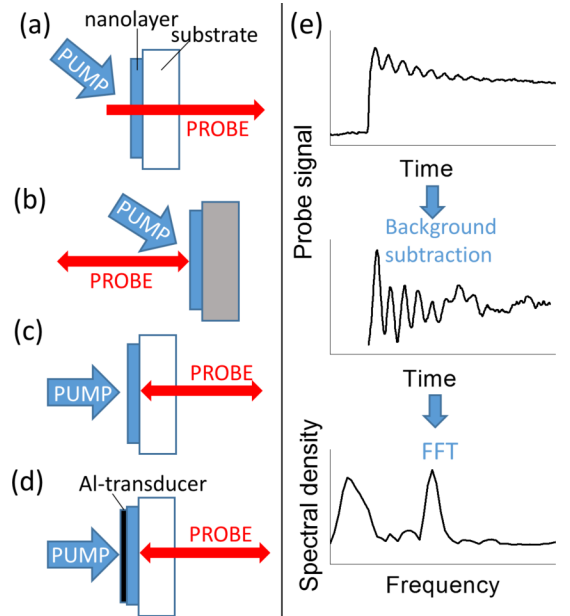 (a)
nanolayer
substrate
PUMP
PROBE
(b)
PUMP
PROBE
(c)
PUMP
PROBE
(d)
Al-transducer
PUMP
PROBE
(e)
Probe signal
Time
Background
subtraction
Time
FFT
Spectral density
Frequency